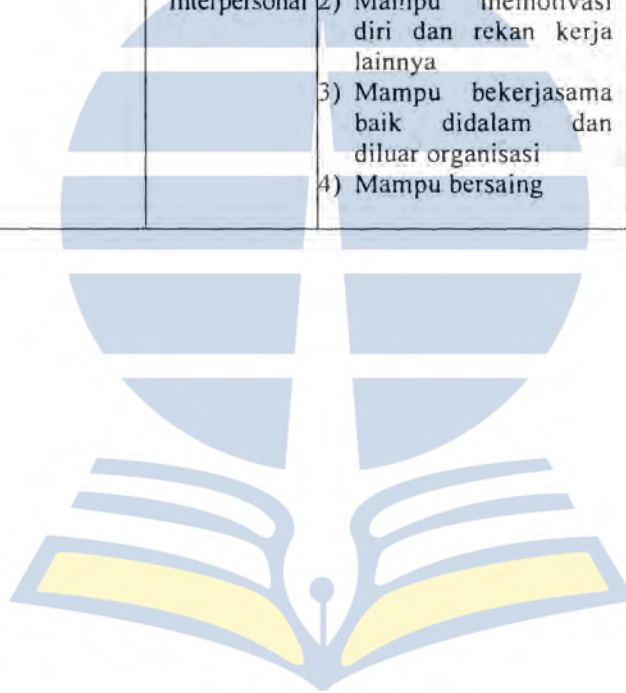 interpersonal 2) Mampu memotivasi
diri dan rekan kerja
lainnya
3) Mampu bekerjasama
baik didalam dan
diluar organisasi
4) Mampu bersaing